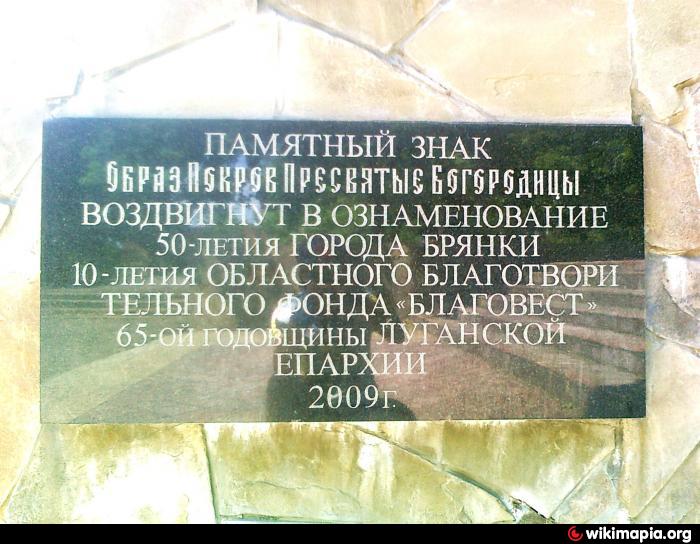 ПАМЯТНЫЙ ЗНАК
ОБРАЗ ПОКРОВ ПРЕСВЯТЫЕ БОГОРОДИЦЫ
ВОЗДВИГНУТ В ОЗНАМЕНОВАНИЕ
50-ЛЕТИЯ ГОРОДА БРЯНКИ
10-ЛЕТИЯ ОБЛАСТНОГО БЛАГОТВОРИ
ТЕЛЬНОГО ФОНДА «БЛАГОВЕСТ»
65-ОЙ ГОДОВЩИНЫ ЛУГАНСКОЙ
ЕПАРХИИ
2009г.
wikimapia.org